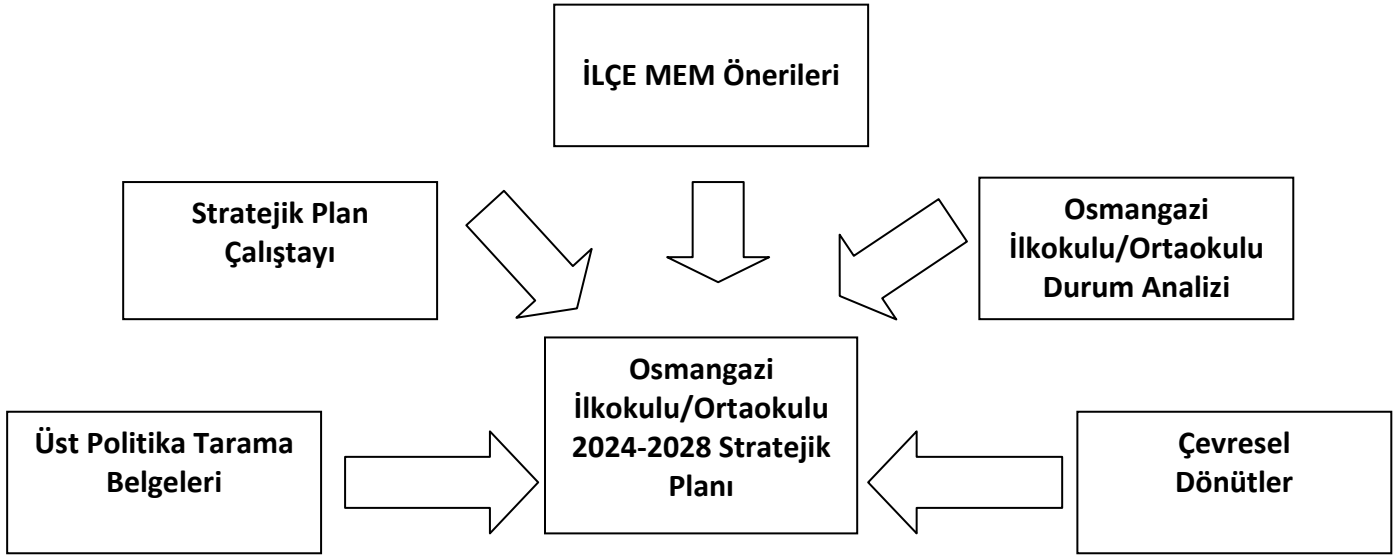 İLÇE MEM Önerileri
Stratejik Plan
Çalıştayı
Osmangazi
İlkokulu/Ortaokulu
Durum Analizi
Osmangazi
İlkokulu/Ortaokulu
2024-2028 Stratejik
Planı
Üst Politika Tarama
Belgeleri
Çevresel
Dönütler